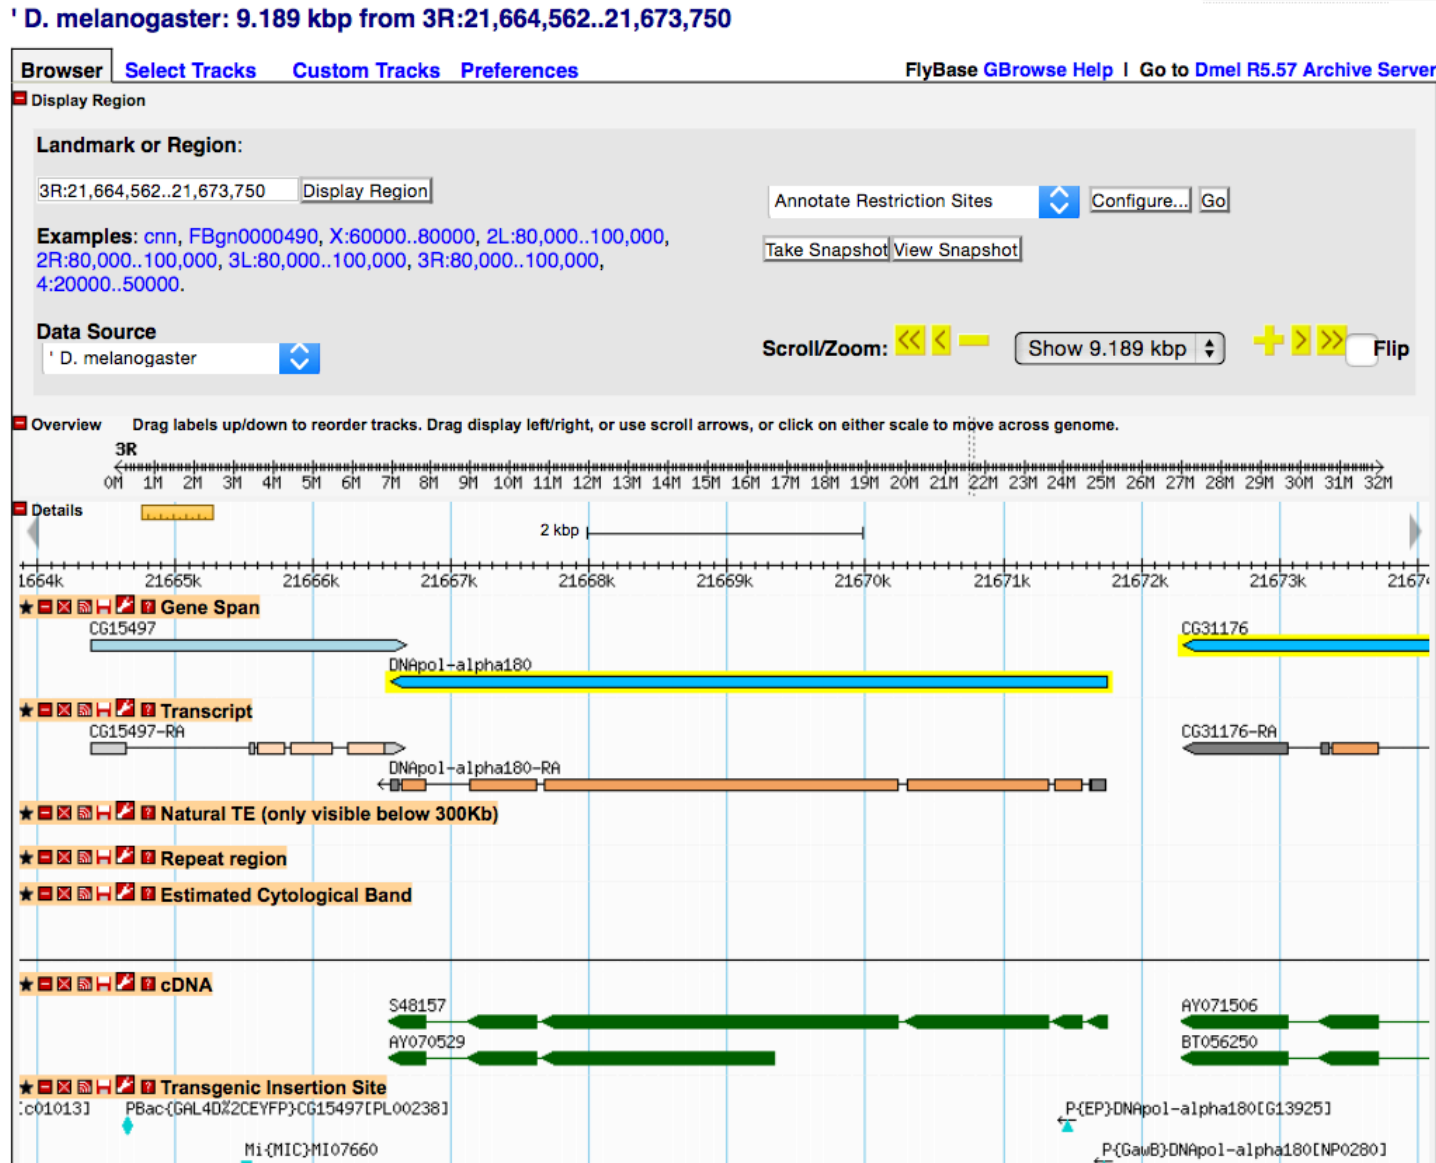 ' D. melanogaster: 9.189 kbp from 3R:21,664,562..21,673,750
Browser Select Tracks Custom Tracks Preferences FlyBase GBrowse Help | Go to Dmel R5.57 Archive Server
Display Region
Landmark or Region:
3R:21,664,562..21,673,750 Display Region
Annotate Restriction Sites Configure... Go
Examples: cnn, FBgn0000490, X:60000..80000, 2L:80,000..100,000,
2R:80,000..100,000, 3L:80,000..100,000, 3R:80,000..100,000,
4:20000..50000.
Take Snapshot View Snapshot
Data Source
' D. melanogaster
Scroll/Zoom: << < Show 9.189 kbp > >> Flip
Overview Drag labels up/down to reorder tracks. Drag display left/right, or use scroll arrows, or click on either scale to move across genome.
3R
0M 1M 2M 3M 4M 5M 6M 7M 8M 9M 10M 11M 12M 13M 14M 15M 16M 17M 18M 19M 20M 21M 22M 23M 24M 25M 26M 27M 28M 29M 30M 31M 32M
Details
2 kbp
1664k 21665k 21666k 21667k 21668k 21669k 21670k 21671k 21672k 21673k 2167
Gene Span
CG15497 CG31176
DNApol-alpha180
Transcript
CG15497-RA CG31176-RA
DNApol-alpha180-RA
Natural TE (only visible below 300Kb)
Repeat region
Estimated Cytological Band
cDNA
S48157 AY071506
AY070529 BT056250
Transgenic Insertion Site
c01013] PBac{GAL4D%2CEYFP}CG15497[PL00238] P{EP}DNApol-alpha180[G13925]
Mi{MIC}MI07660 P{GawB}DNApol-alpha180[NP0280]